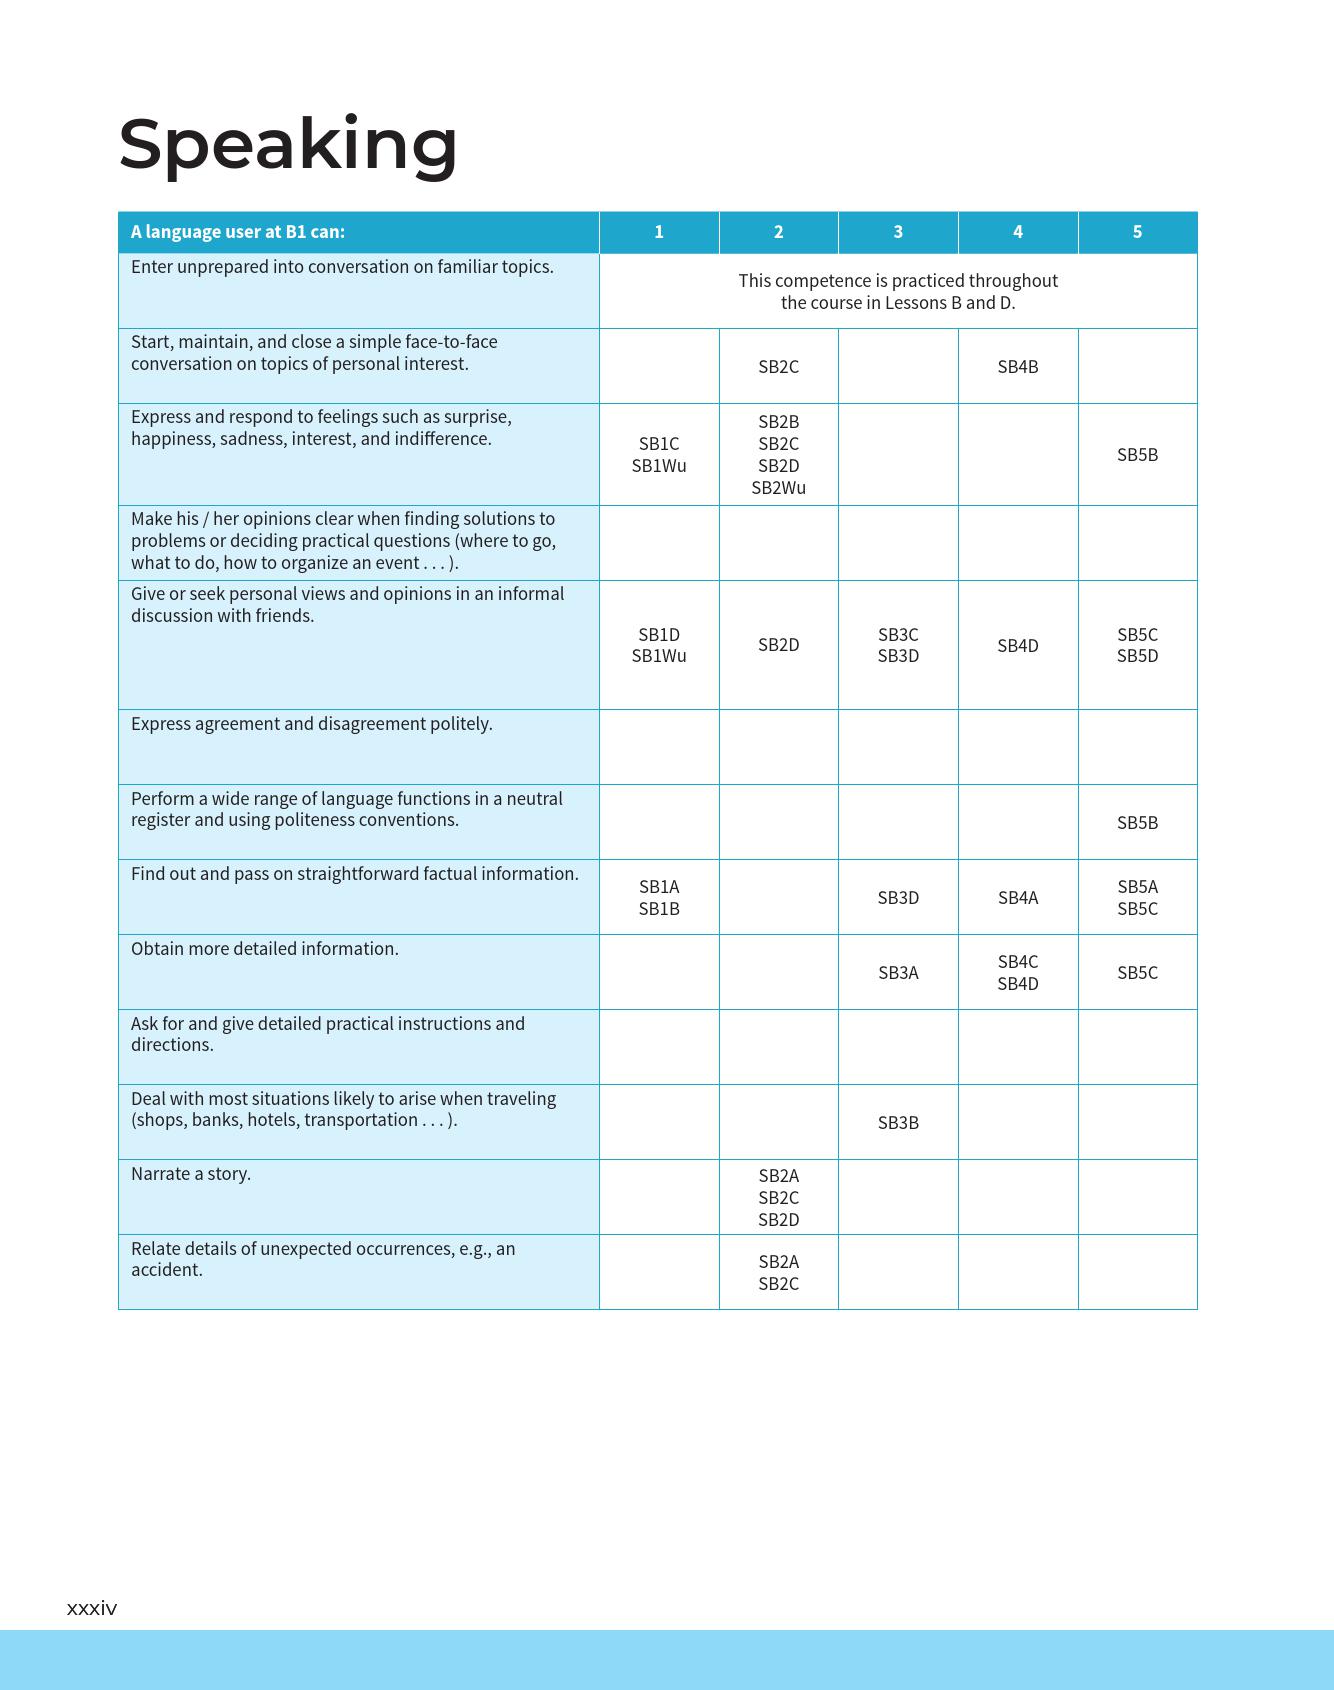 Speaking
A language user at B1 can: 1 2 3 4 5
Enter unprepared into conversation on familiar topics.
This competence is practiced throughout
the course in Lessons B and D.
Start, maintain, and close a simple face-to-face
conversation on topics of personal interest.
SB2C SB4B
Express and respond to feelings such as surprise,
happiness, sadness, interest, and indifference.
SB1C
SB1Wu
SB2B
SB2C
SB2D
SB2Wu
SB5B
Make his / her opinions clear when finding solutions to
problems or deciding practical questions (where to go,
what to do, how to organize an event . . . ).
Give or seek personal views and opinions in an informal
discussion with friends.
SB1D
SB1Wu
SB2D
SB3C
SB3D
SB4D
SB5C
SB5D
Express agreement and disagreement politely.
Perform a wide range of language functions in a neutral
register and using politeness conventions.
SB5B
Find out and pass on straightforward factual information.
SB1A
SB1B
SB3D
SB4A
SB5A
SB5C
Obtain more detailed information.
SB3A
SB4C
SB4D
SB5C
Ask for and give detailed practical instructions and
directions.
Deal with most situations likely to arise when traveling
(shops, banks, hotels, transportation . . . ).
SB3B
Narrate a story.
SB2A
SB2C
SB2D
Relate details of unexpected occurrences, e.g., an
accident.
SB2A
SB2C
xxxiv